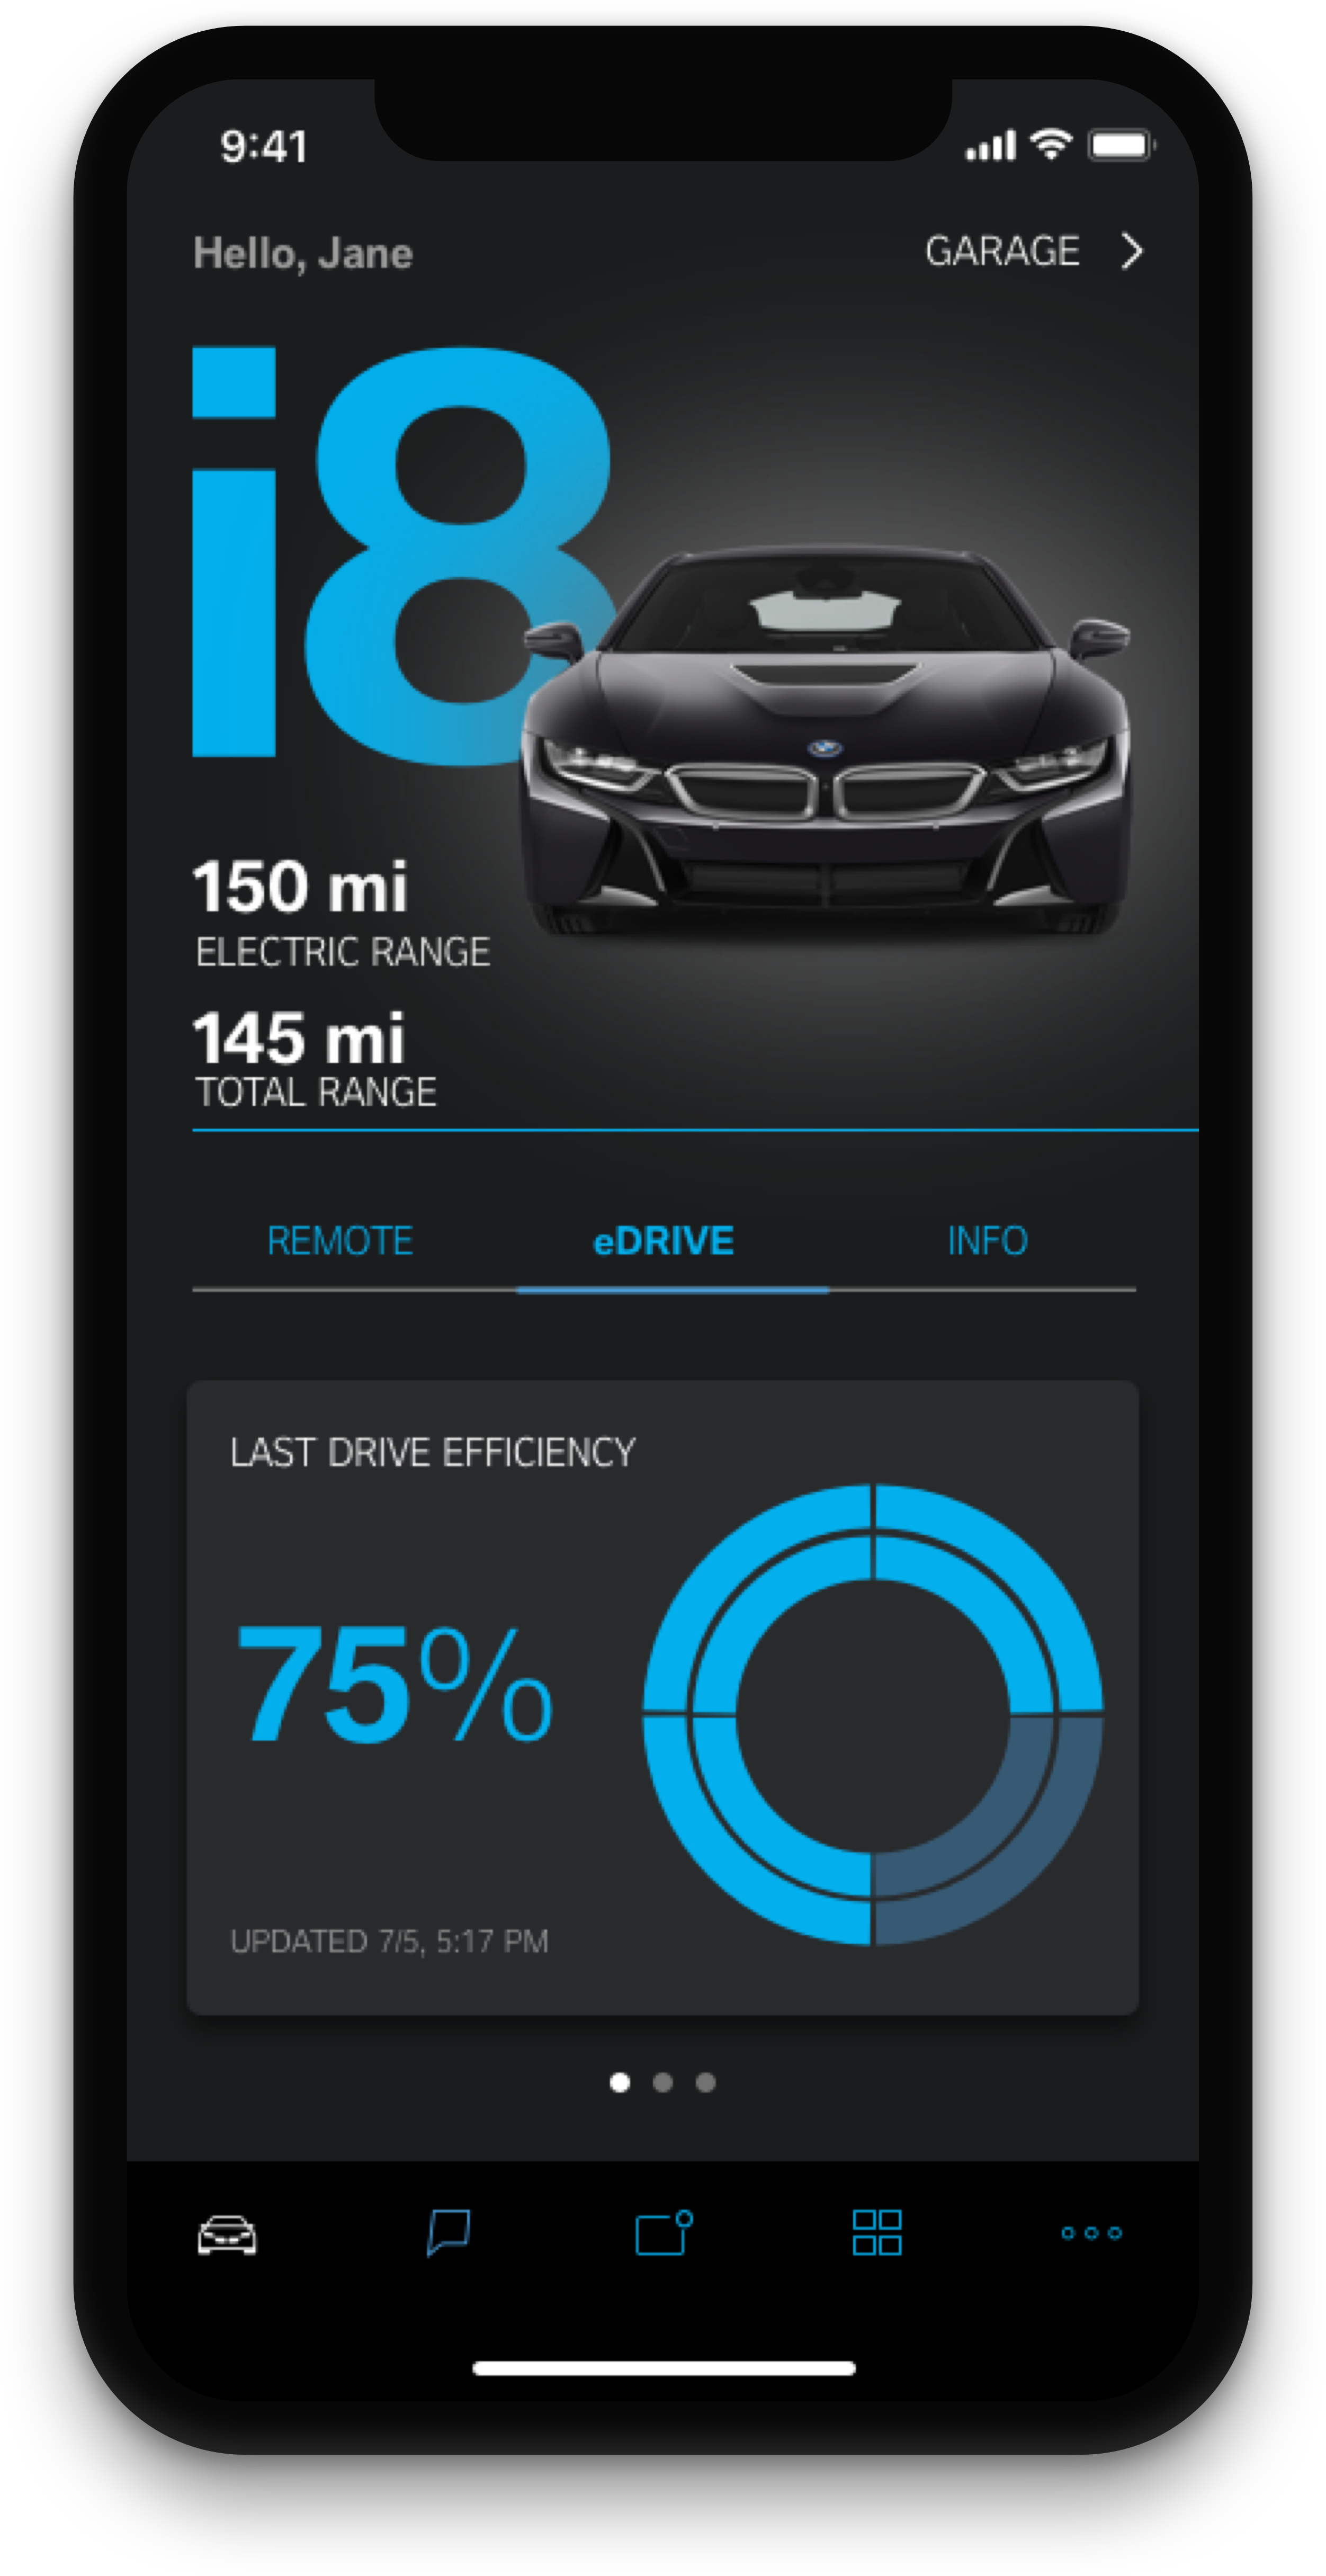 9:41
Hello, Jane
GARAGE
i8
150 mi
ELECTRIC RANGE
145 mi
TOTAL RANGE
REMOTE eDRIVE INFO
LAST DRIVE EFFICIENCY
75%
UPDATED 7/5, 5:17 PM